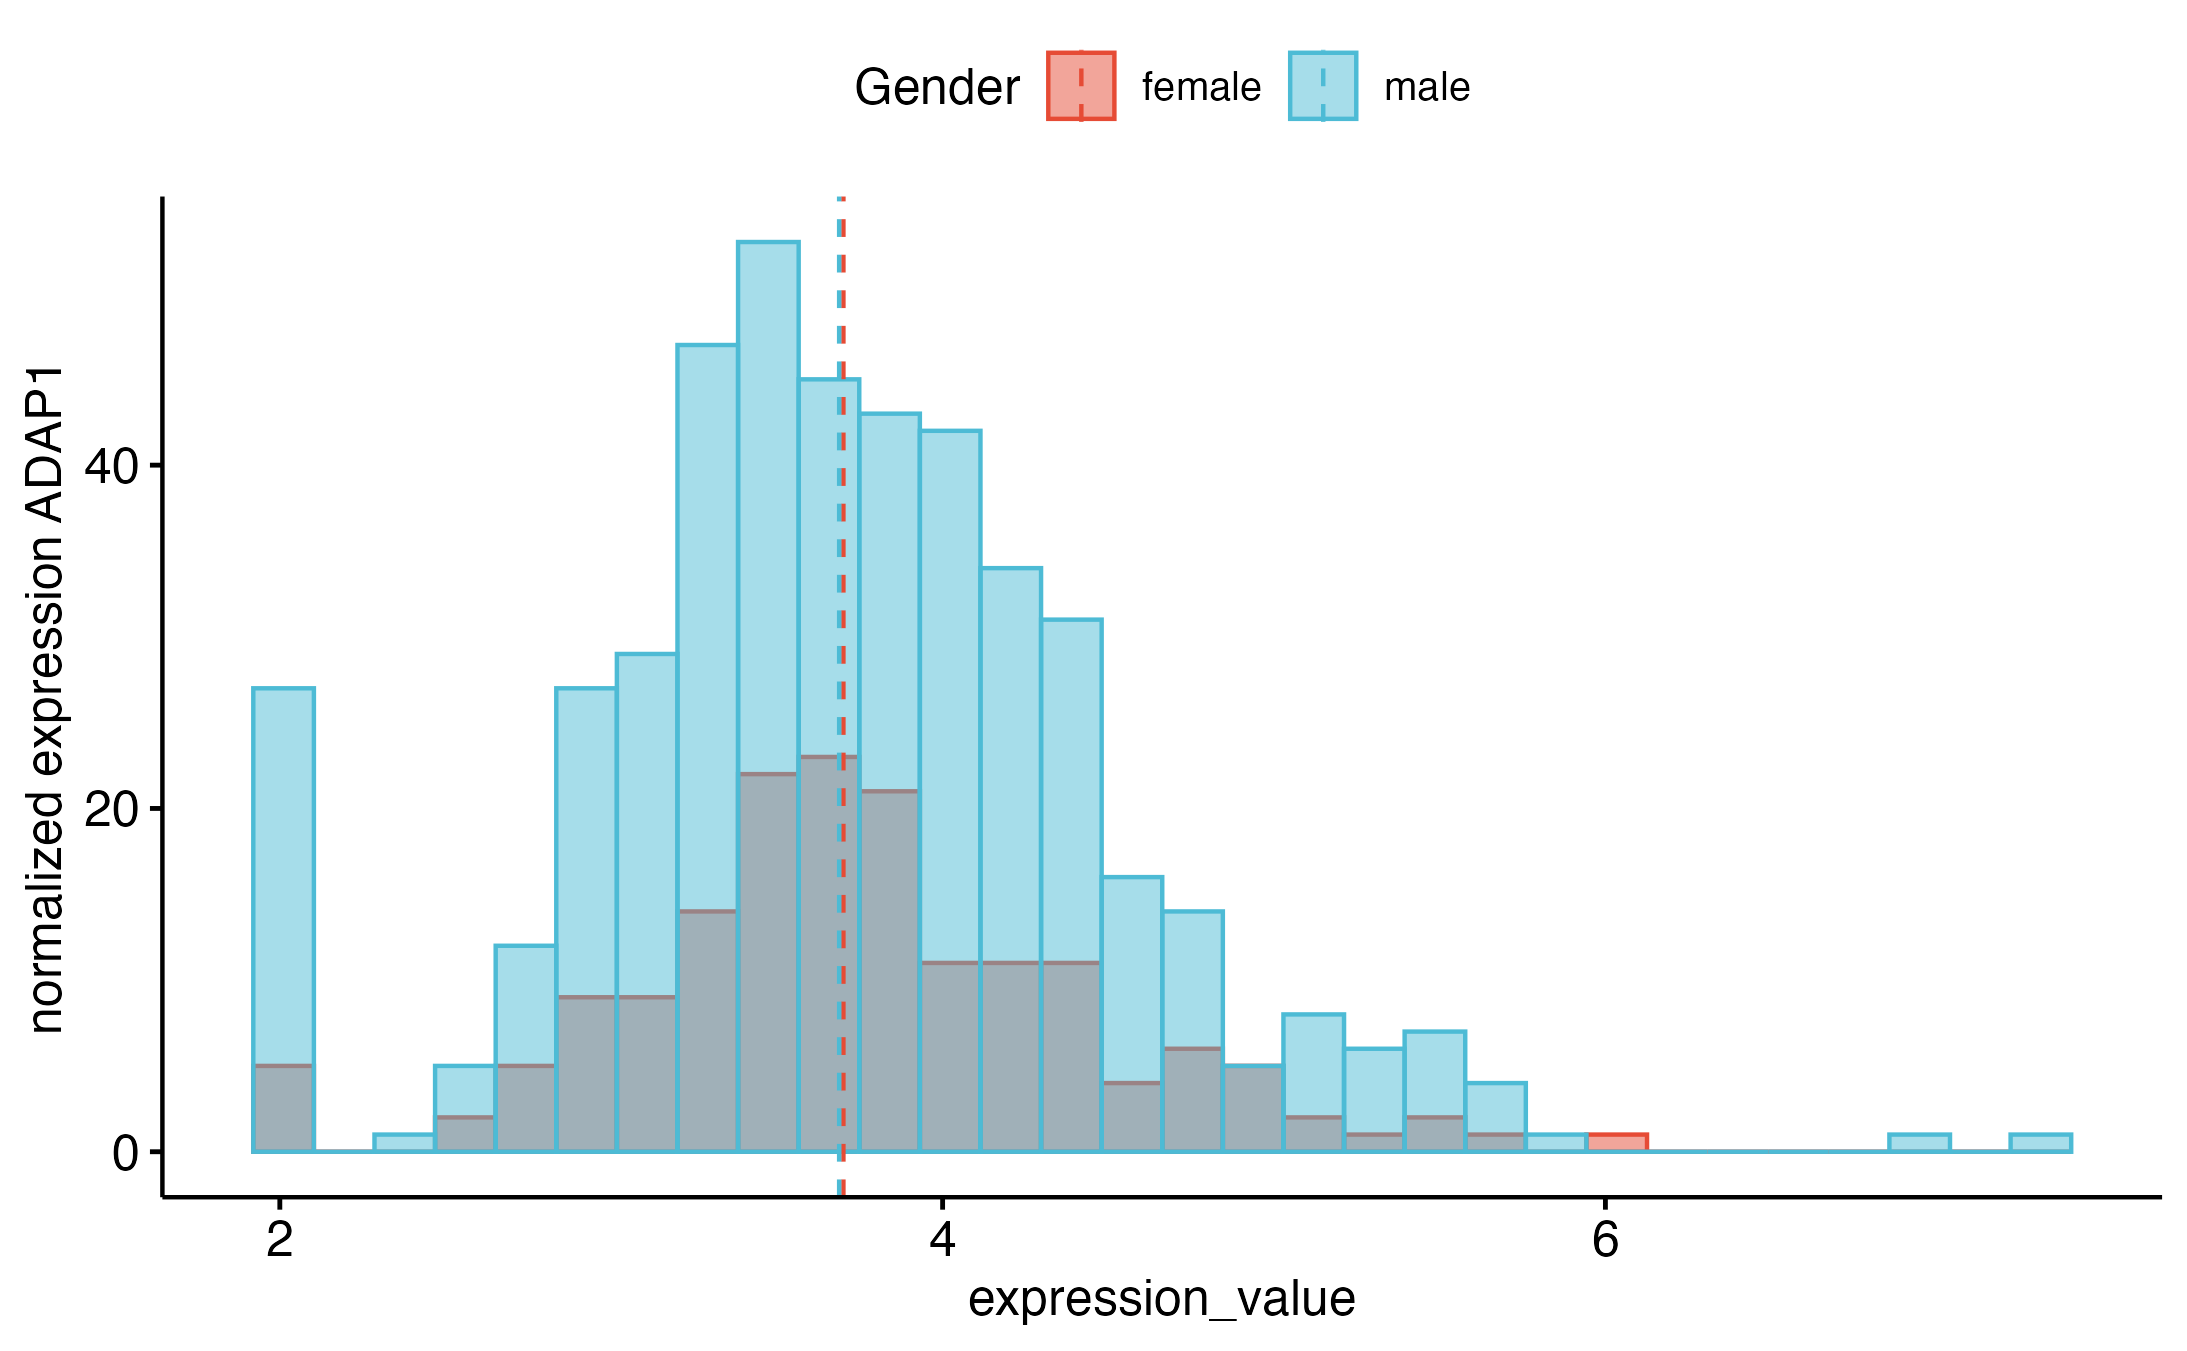 Gender female male
normalized expression ADAP1
40
20
0
2 4 6
expression_value